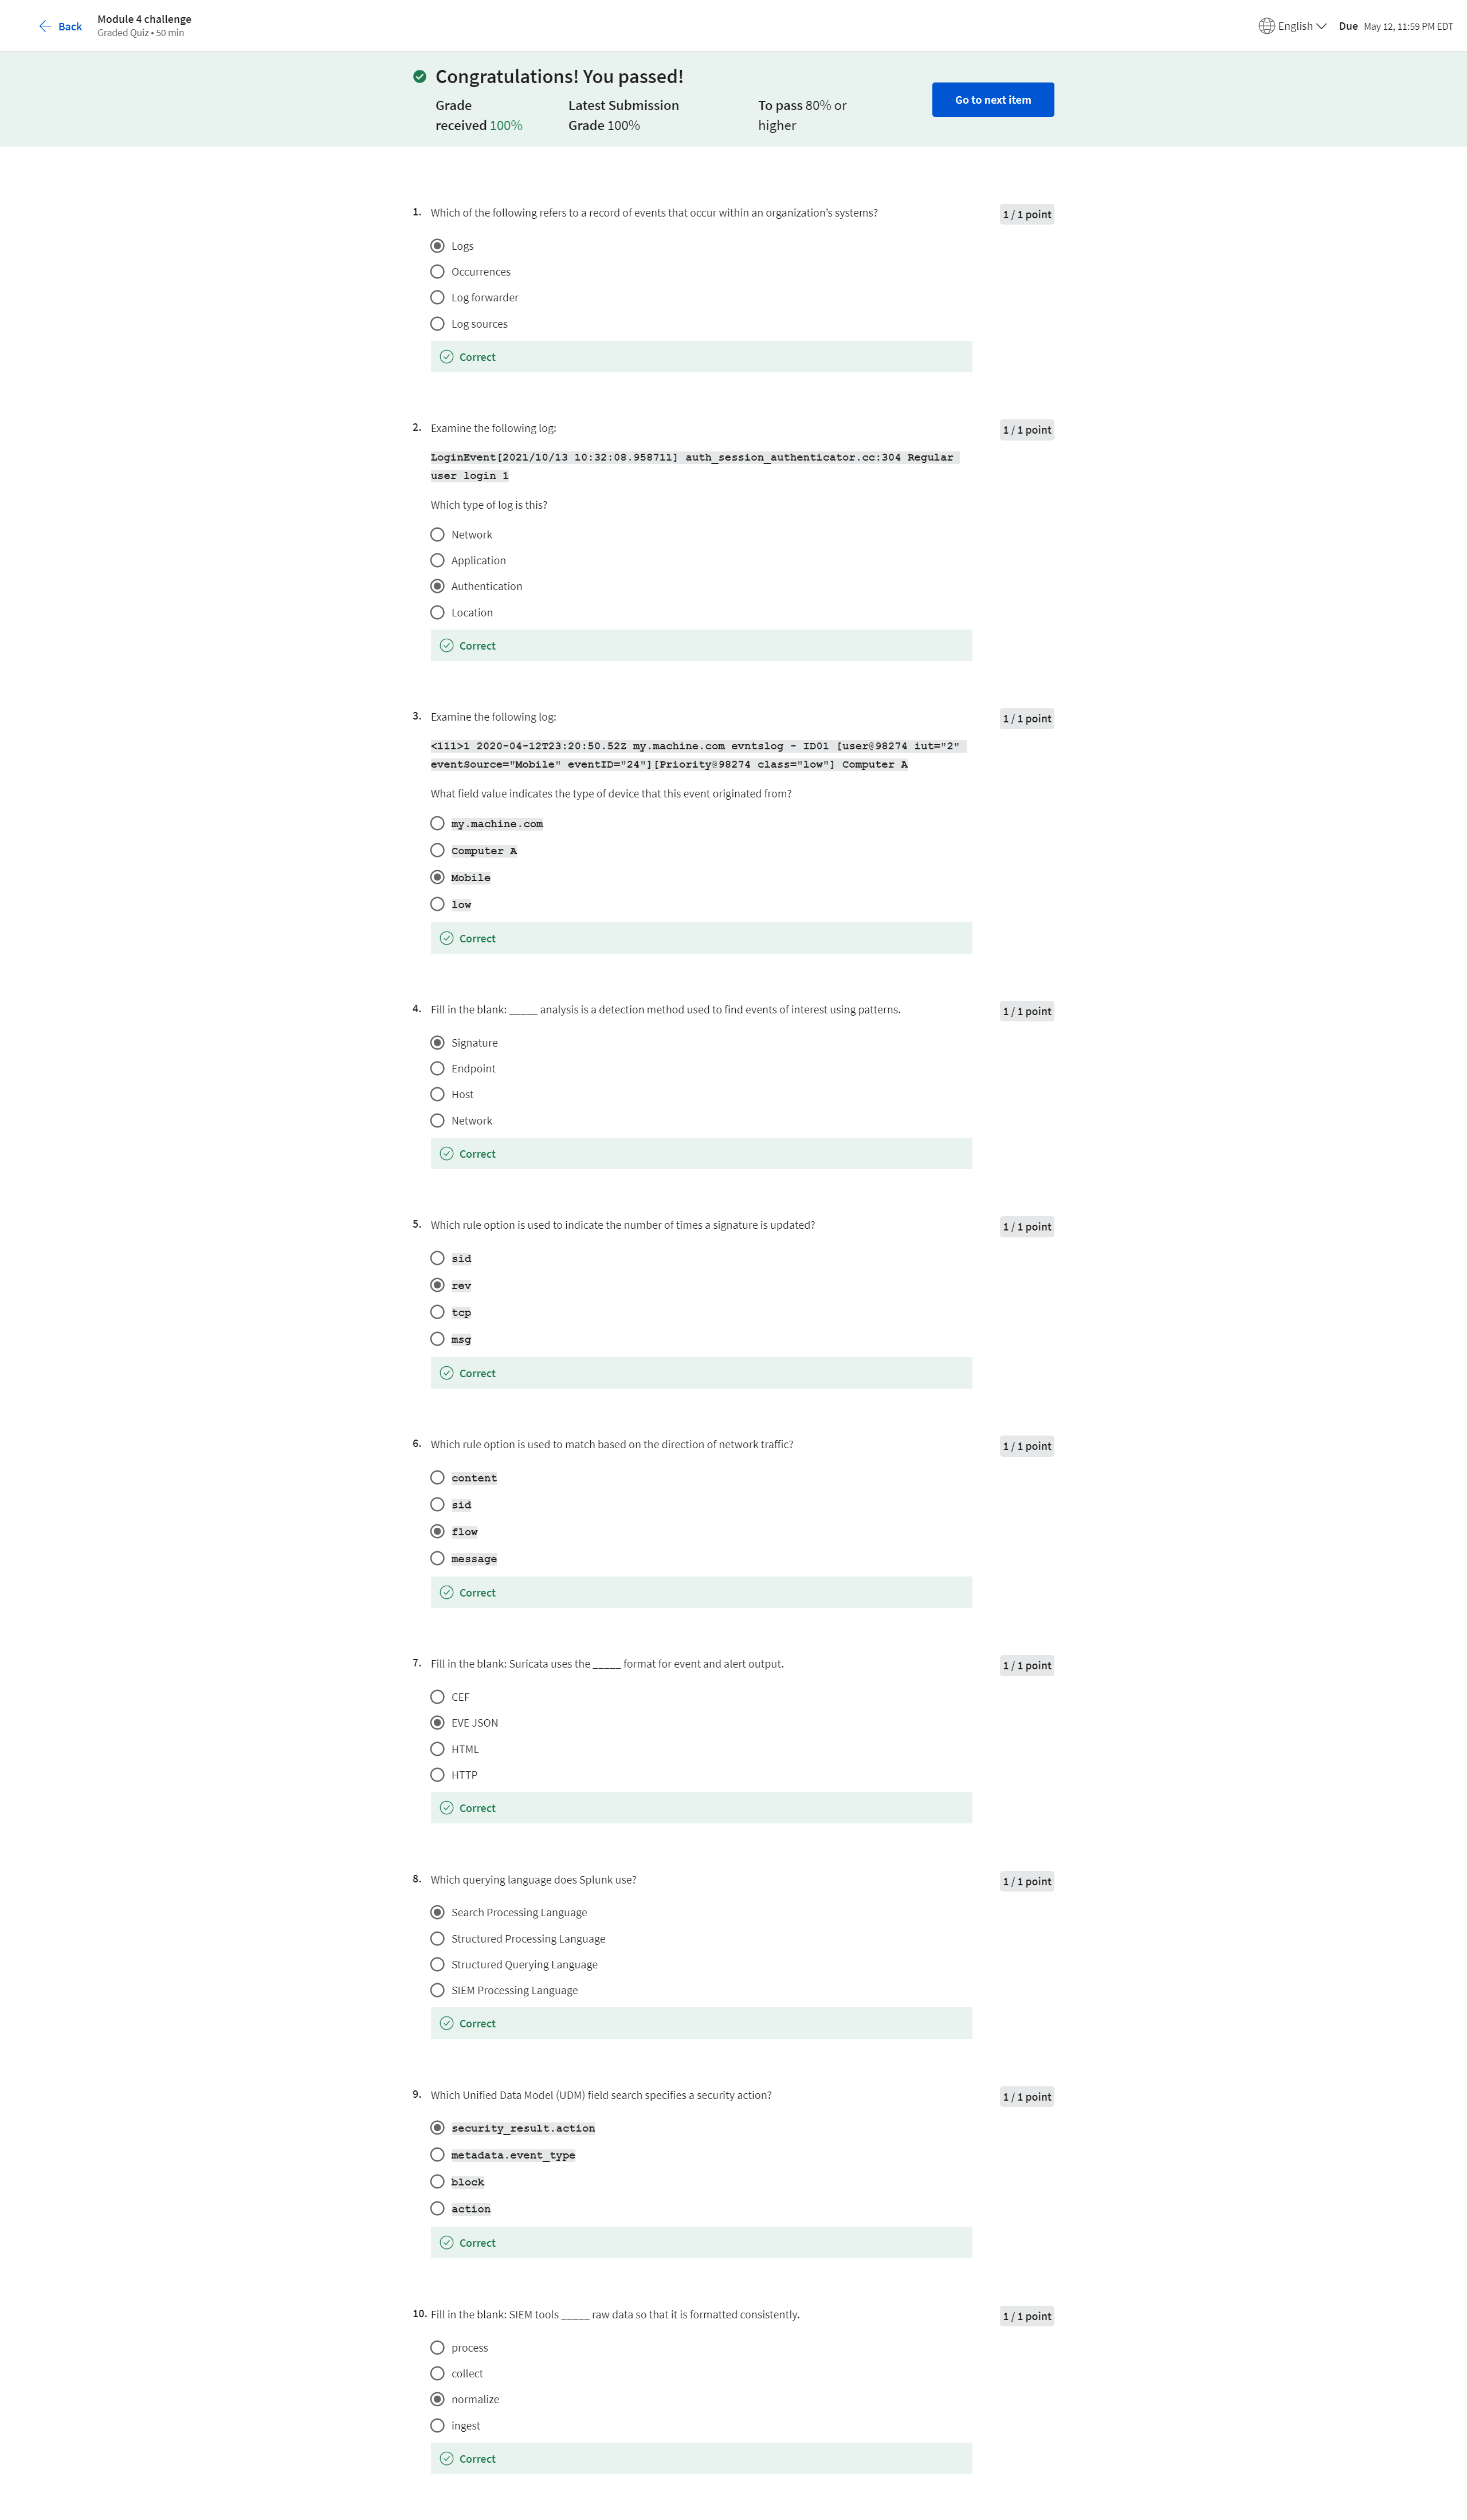 Back
Module 4 challenge
Graded Quiz • 50 min
English
Due May 12, 11:59 PM EDT
Congratulations! You passed!
Grade received 100%
Latest Submission Grade 100%
To pass 80% or higher
Go to next item
1. Which of the following refers to a record of events that occur within an organization's systems?
1 / 1 point
Logs
Occurrences
Log forwarder
Log sources
Correct
2. Examine the following log:
1 / 1 point
LoginEvent[2021/10/13 10:32:08.958711] auth_session_authenticator.cc:304 Regular
user login 1
Which type of log is this?
Network
Application
Authentication
Location
Correct
3. Examine the following log:
1 / 1 point
<111>1 2020-04-12T23:20:50.52Z my.machine.com evntslog - ID01 [user@98274 iut="2"
eventSource="Mobile" eventID="24"][Priority@98274 class="low"] Computer A
What field value indicates the type of device that this event originated from?
my.machine.com
Computer A
Mobile
low
Correct
4. Fill in the blank: _____ analysis is a detection method used to find events of interest using patterns.
1 / 1 point
Signature
Endpoint
Host
Network
Correct
5. Which rule option is used to indicate the number of times a signature is updated?
1 / 1 point
sid
rev
tcp
msg
Correct
6. Which rule option is used to match based on the direction of network traffic?
1 / 1 point
content
sid
flow
message
Correct
7. Fill in the blank: Suricata uses the _____ format for event and alert output.
1 / 1 point
CEF
EVE JSON
HTML
HTTP
Correct
8. Which querying language does Splunk use?
1 / 1 point
Search Processing Language
Structured Processing Language
Structured Querying Language
SIEM Processing Language
Correct
9. Which Unified Data Model (UDM) field search specifies a security action?
1 / 1 point
security_result.action
metadata.event_type
block
action
Correct
10. Fill in the blank: SIEM tools _____ raw data so that it is formatted consistently.
1 / 1 point
process
collect
normalize
ingest
Correct